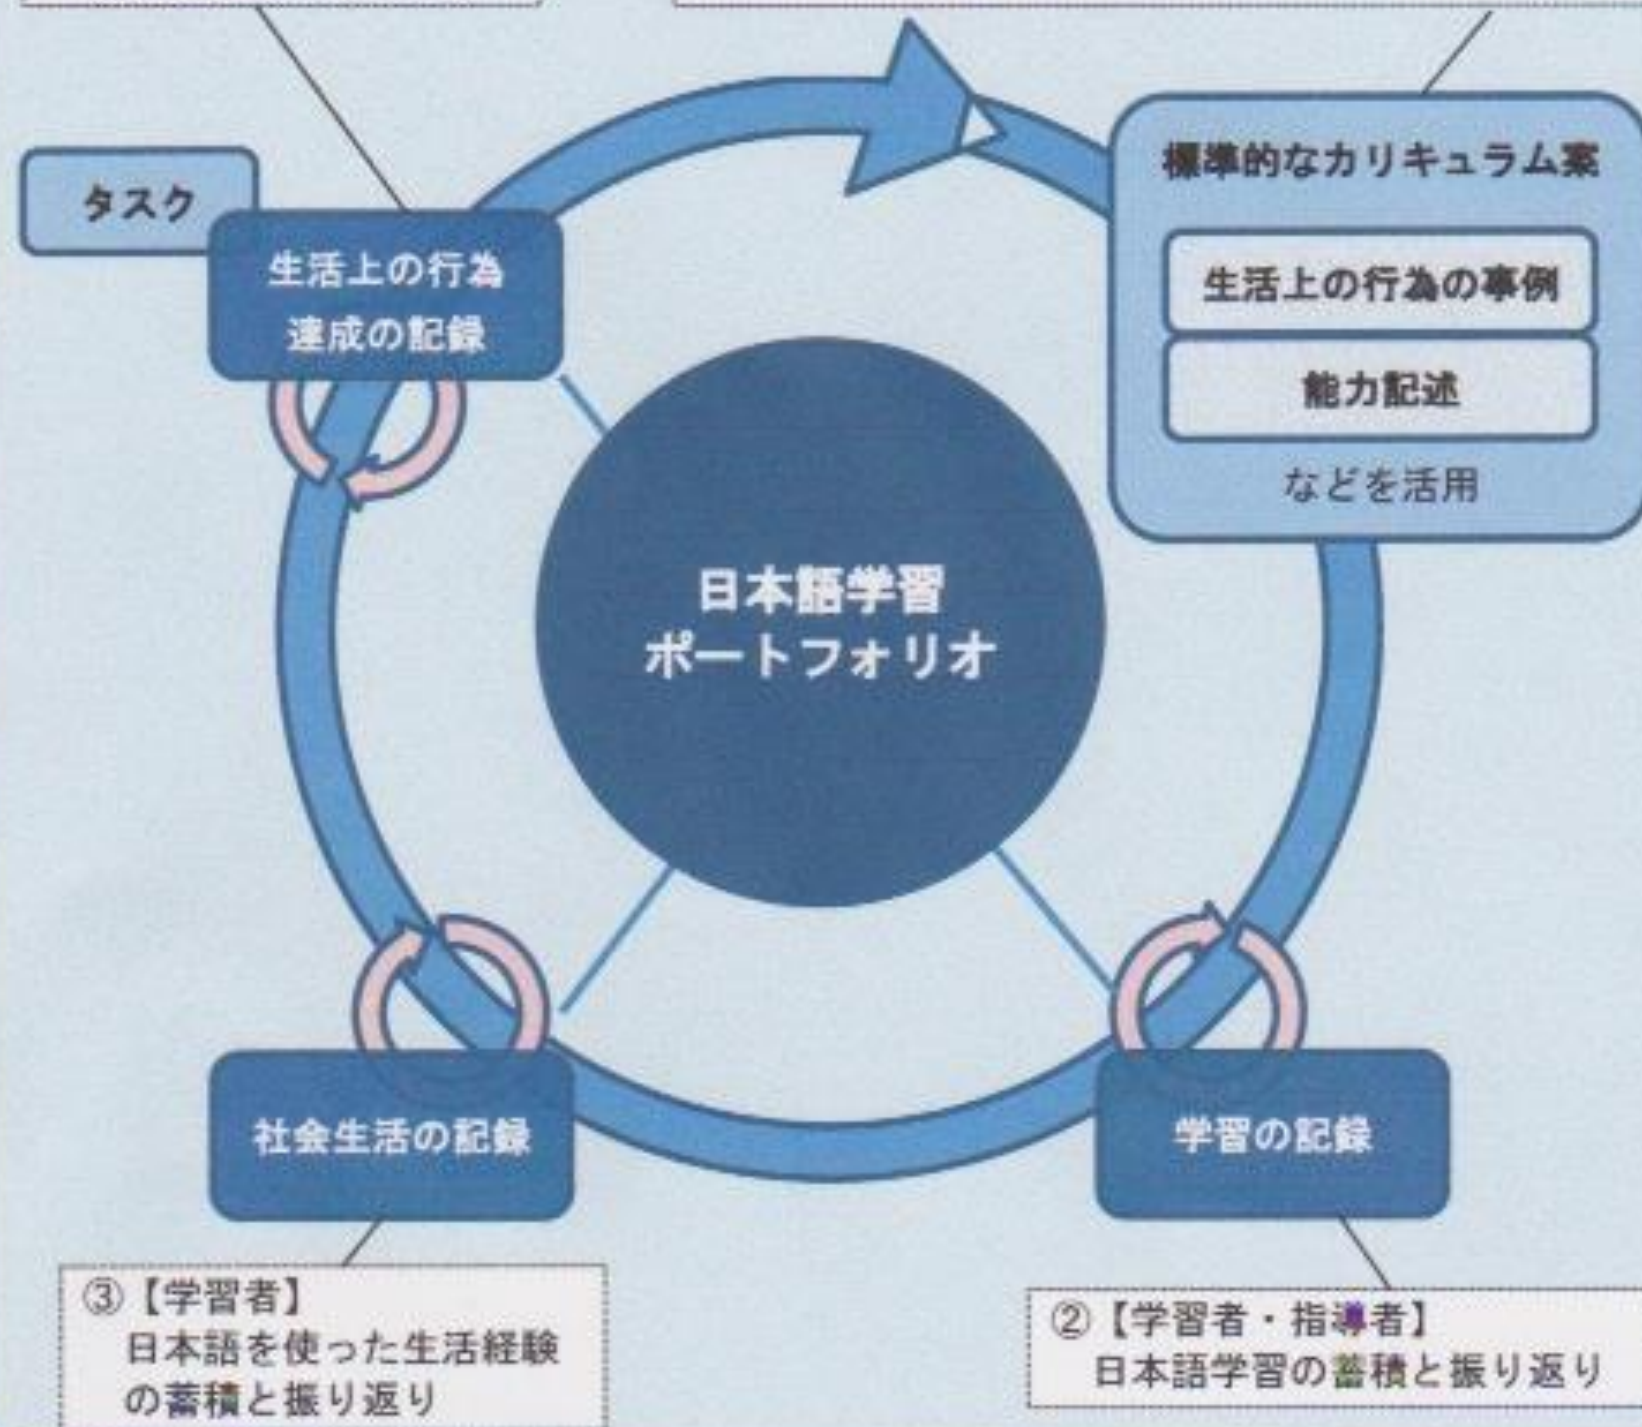 タスク
生活上の行為
達成の記録
標準的なカリキュラム案
生活上の行為の事例
能力記述
などを活用
日本語学習
ポートフォリオ
社会生活の記録
学習の記録
③【学習者】
日本語を使った生活経験
の蓄積と振り返り
②【学習者・指導者】
日本語学習の蓄積と振り返り